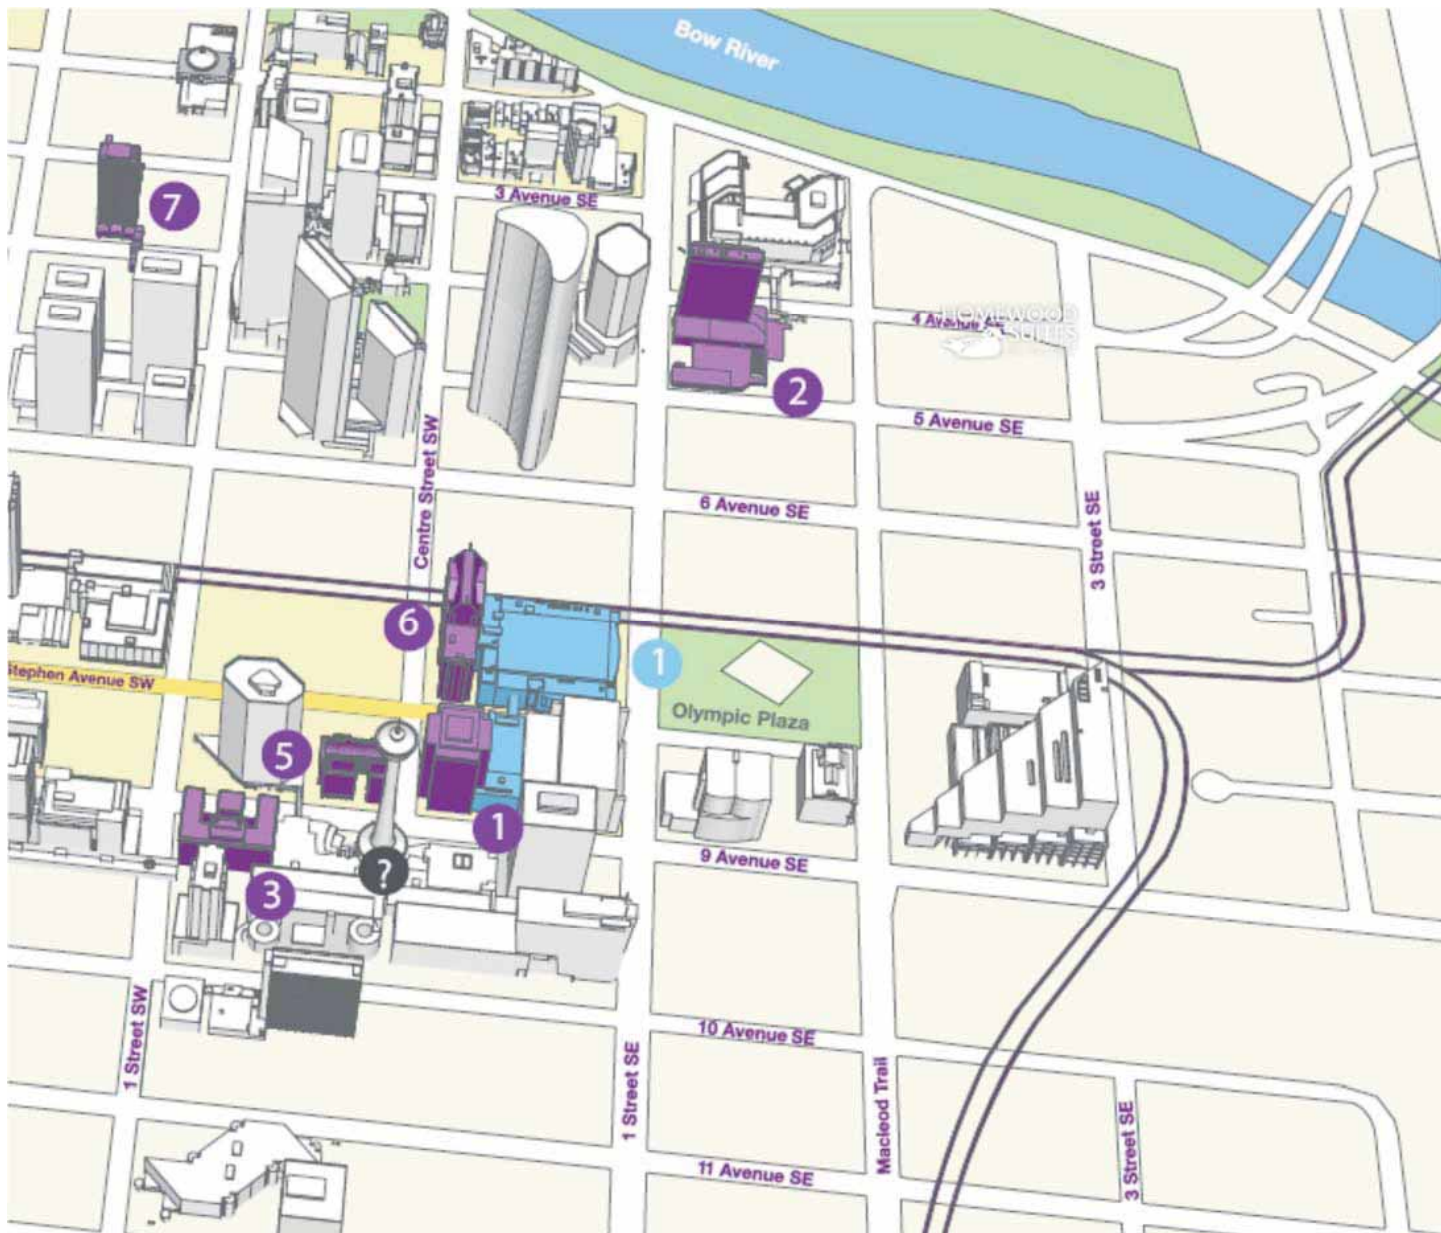 Bow River
7
3 Avenue SE
HOMEWOOD
SUITES
4 Avenue SE
2
5 Avenue SE
Centre Street SW
6 Avenue SE
3 Street SE
6
1
Stephen Avenue SW
Olympic Plaza
5
1
9 Avenue SE
?
3
1 Street SW
10 Avenue SE
1 Street SE
Macleod Trail
3 Street SE
11 Avenue SE